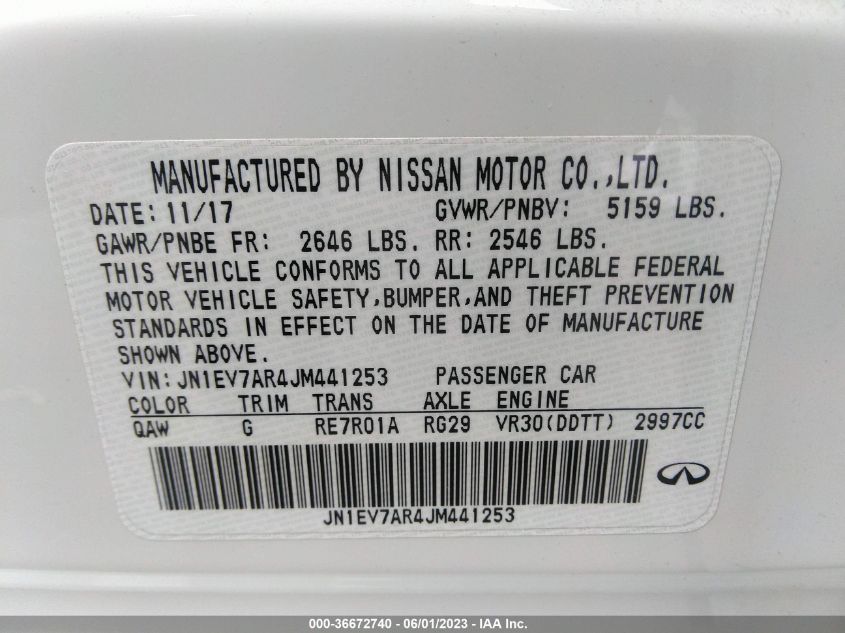 MANUFACTURED BY NISSAN MOTOR CO.,LTD.
DATE: 11/17 GVWR/PNBV: 5159 LBS.
GAWR/PNBE FR: 2646 LBS. RR: 2546 LBS.
THIS VEHICLE CONFORMS TO ALL APPLICABLE FEDERAL
MOTOR VEHICLE SAFETY,BUMPER,AND THEFT PREVENTION
STANDARDS IN EFFECT ON THE DATE OF MANUFACTURE
SHOWN ABOVE.
VIN: JN1EV7AR4JM441253 PASSENGER CAR
COLOR TRIM TRANS AXLE ENGINE
QAW G RE7R01A RG29 VR30(DDTT) 2997CC
JN1EV7AR4JM441253
000-36672740 - 06/01/2023 - IAA Inc.